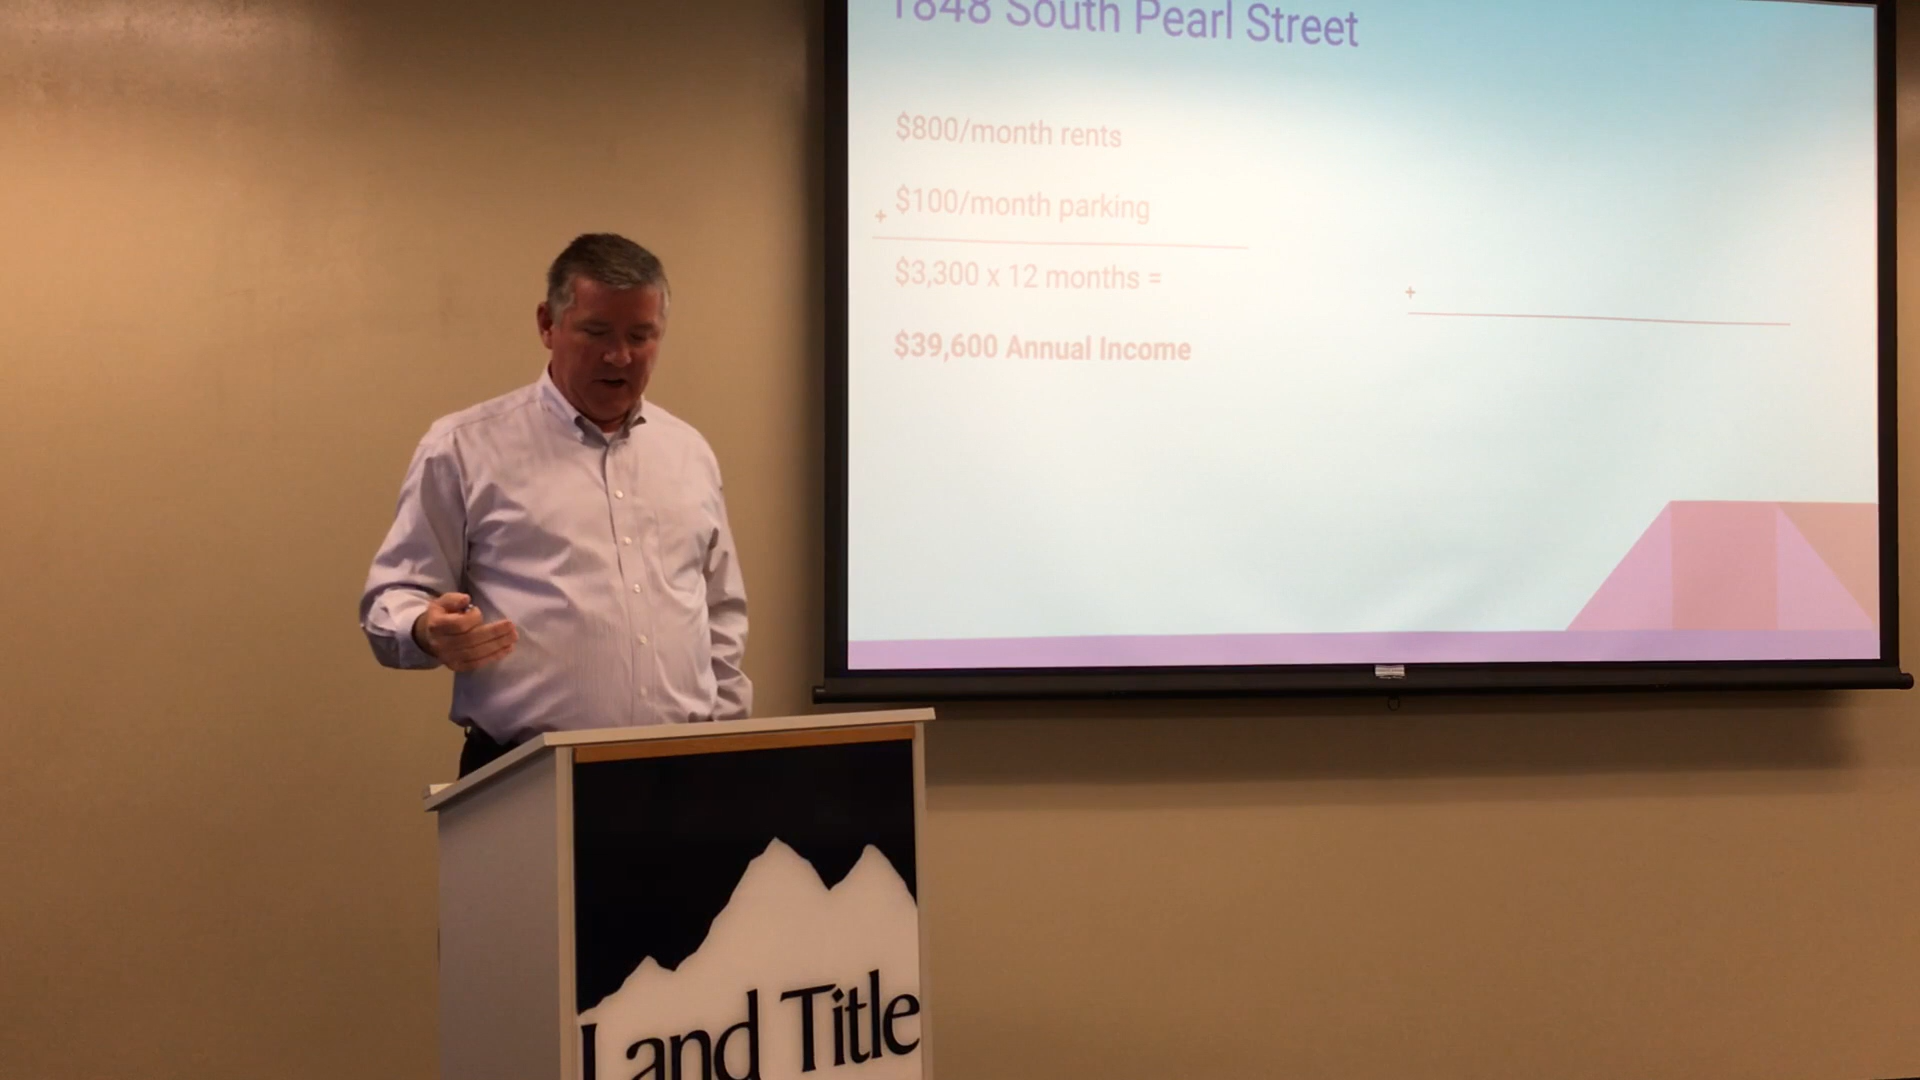 1848 South Pearl Street
$800/month rents
+ $100/month parking
$3,300 x 12 months =
$39,600 Annual Income
+
Land Title